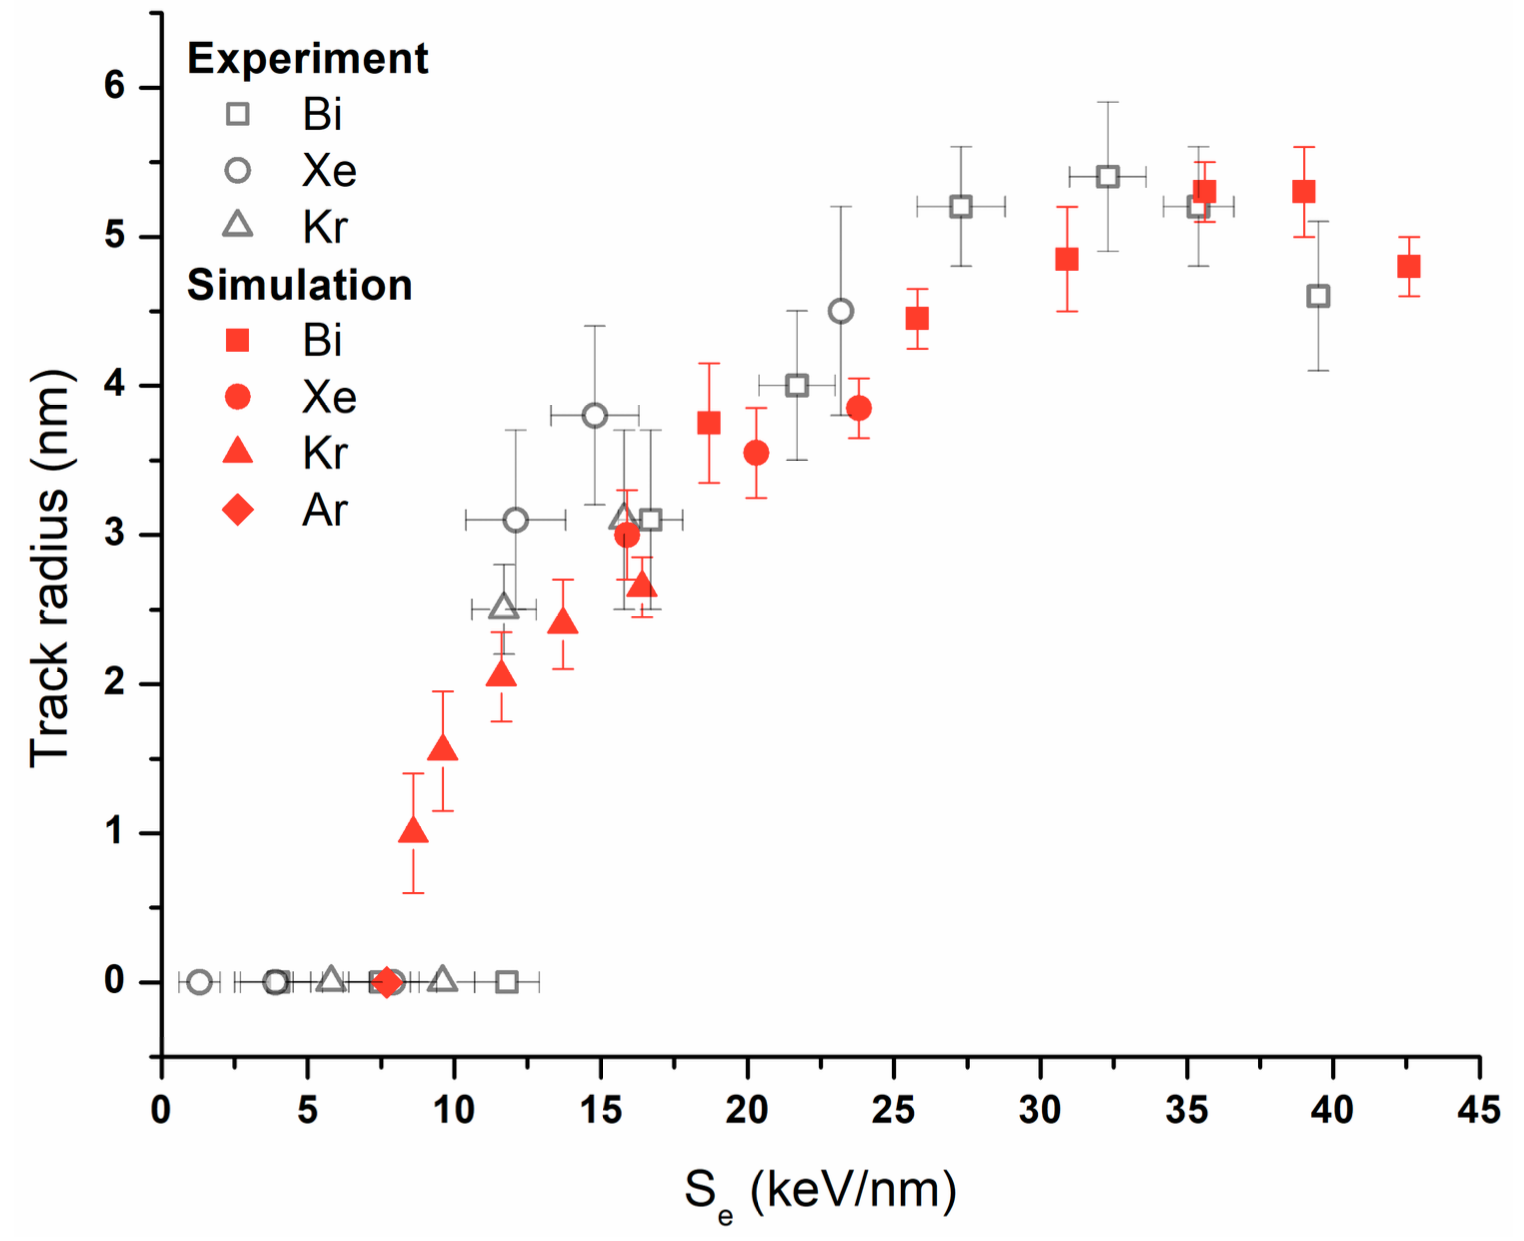 Experiment
Bi
Xe
Kr
Simulation
Bi
Xe
Kr
Ar
Track radius (nm)
6
5
4
3
2
1
0
0 5 10 15 20 25 30 35 40 45
Se (keV/nm)